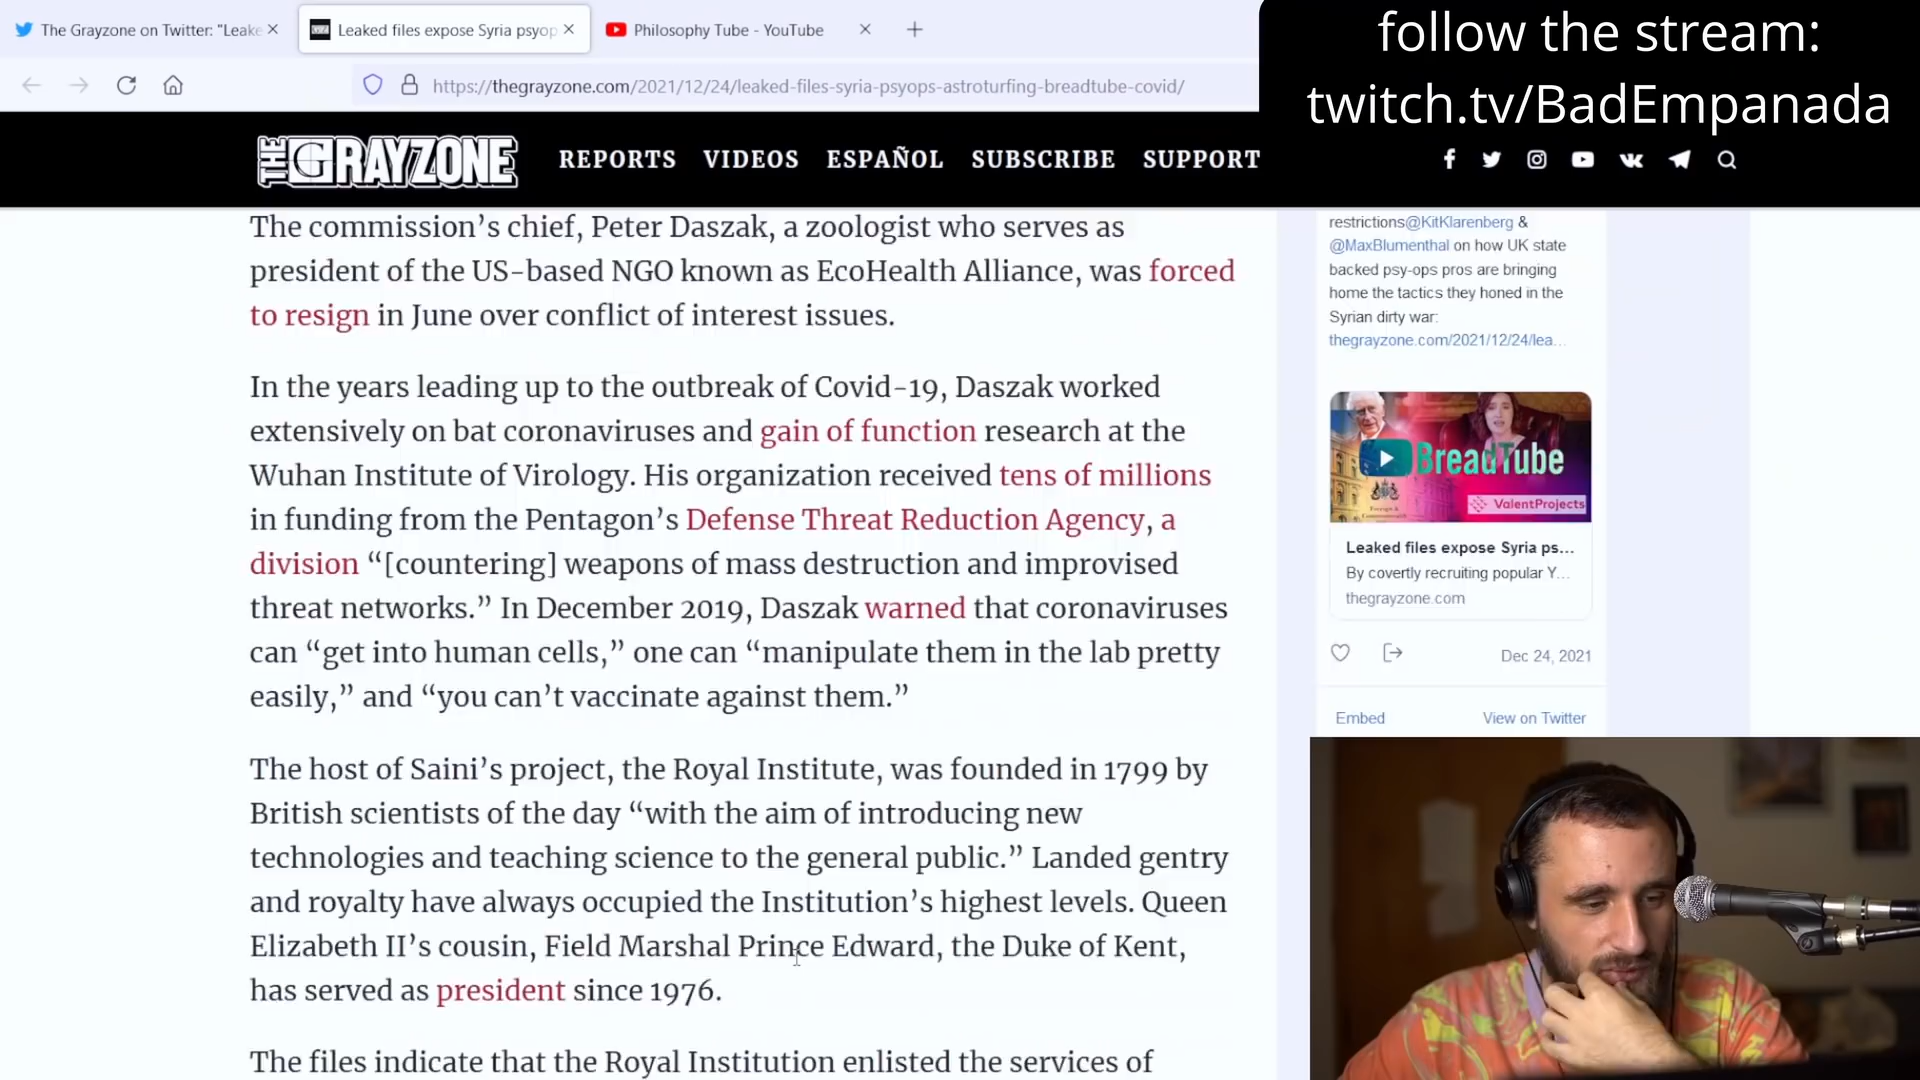 The Grayzone on Twitter: "Leake
Leaked files expose Syria psyop
Philosophy Tube - YouTube
follow the stream:
twitch.tv/BadEmpanada
https://thegrayzone.com/2021/12/24/leaked-files-syria-psyops-astroturfing-breadtube-covid/
THE GRAYZONE
REPORTS VIDEOS ESPAÑOL SUBSCRIBE SUPPORT
The commission’s chief, Peter Daszak, a zoologist who serves as
president of the US-based NGO known as EcoHealth Alliance, was forced
to resign in June over conflict of interest issues.
In the years leading up to the outbreak of Covid-19, Daszak worked
extensively on bat coronaviruses and gain of function research at the
Wuhan Institute of Virology. His organization received tens of millions
in funding from the Pentagon’s Defense Threat Reduction Agency, a
division “[countering] weapons of mass destruction and improvised
threat networks.” In December 2019, Daszak warned that coronaviruses
can “get into human cells,” one can “manipulate them in the lab pretty
easily,” and “you can’t vaccinate against them.”
The host of Saini’s project, the Royal Institute, was founded in 1799 by
British scientists of the day “with the aim of introducing new
technologies and teaching science to the general public.” Landed gentry
and royalty have always occupied the Institution’s highest levels. Queen
Elizabeth II’s cousin, Field Marshal Prince Edward, the Duke of Kent,
has served as president since 1976.
The files indicate that the Royal Institution enlisted the services of
restrictions@KitKlarenberg &
@MaxBlumenthal on how UK state
backed psy-ops pros are bringing
home the tactics they honed in the
Syrian dirty war:
thegrayzone.com/2021/12/24/lea…
BreadTube
ValentProjects
Leaked files expose Syria ps...
By covertly recruiting popular Y...
thegrayzone.com
Dec 24, 2021
Embed
View on Twitter